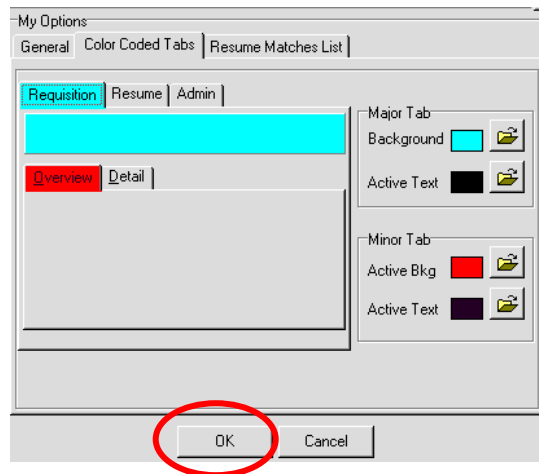 My Options
General Color Coded Tabs Resume Matches List
Requisition Resume Admin
Overview Detail
Major Tab
Background
Active Text
Minor Tab
Active Bkg
Active Text
OK Cancel